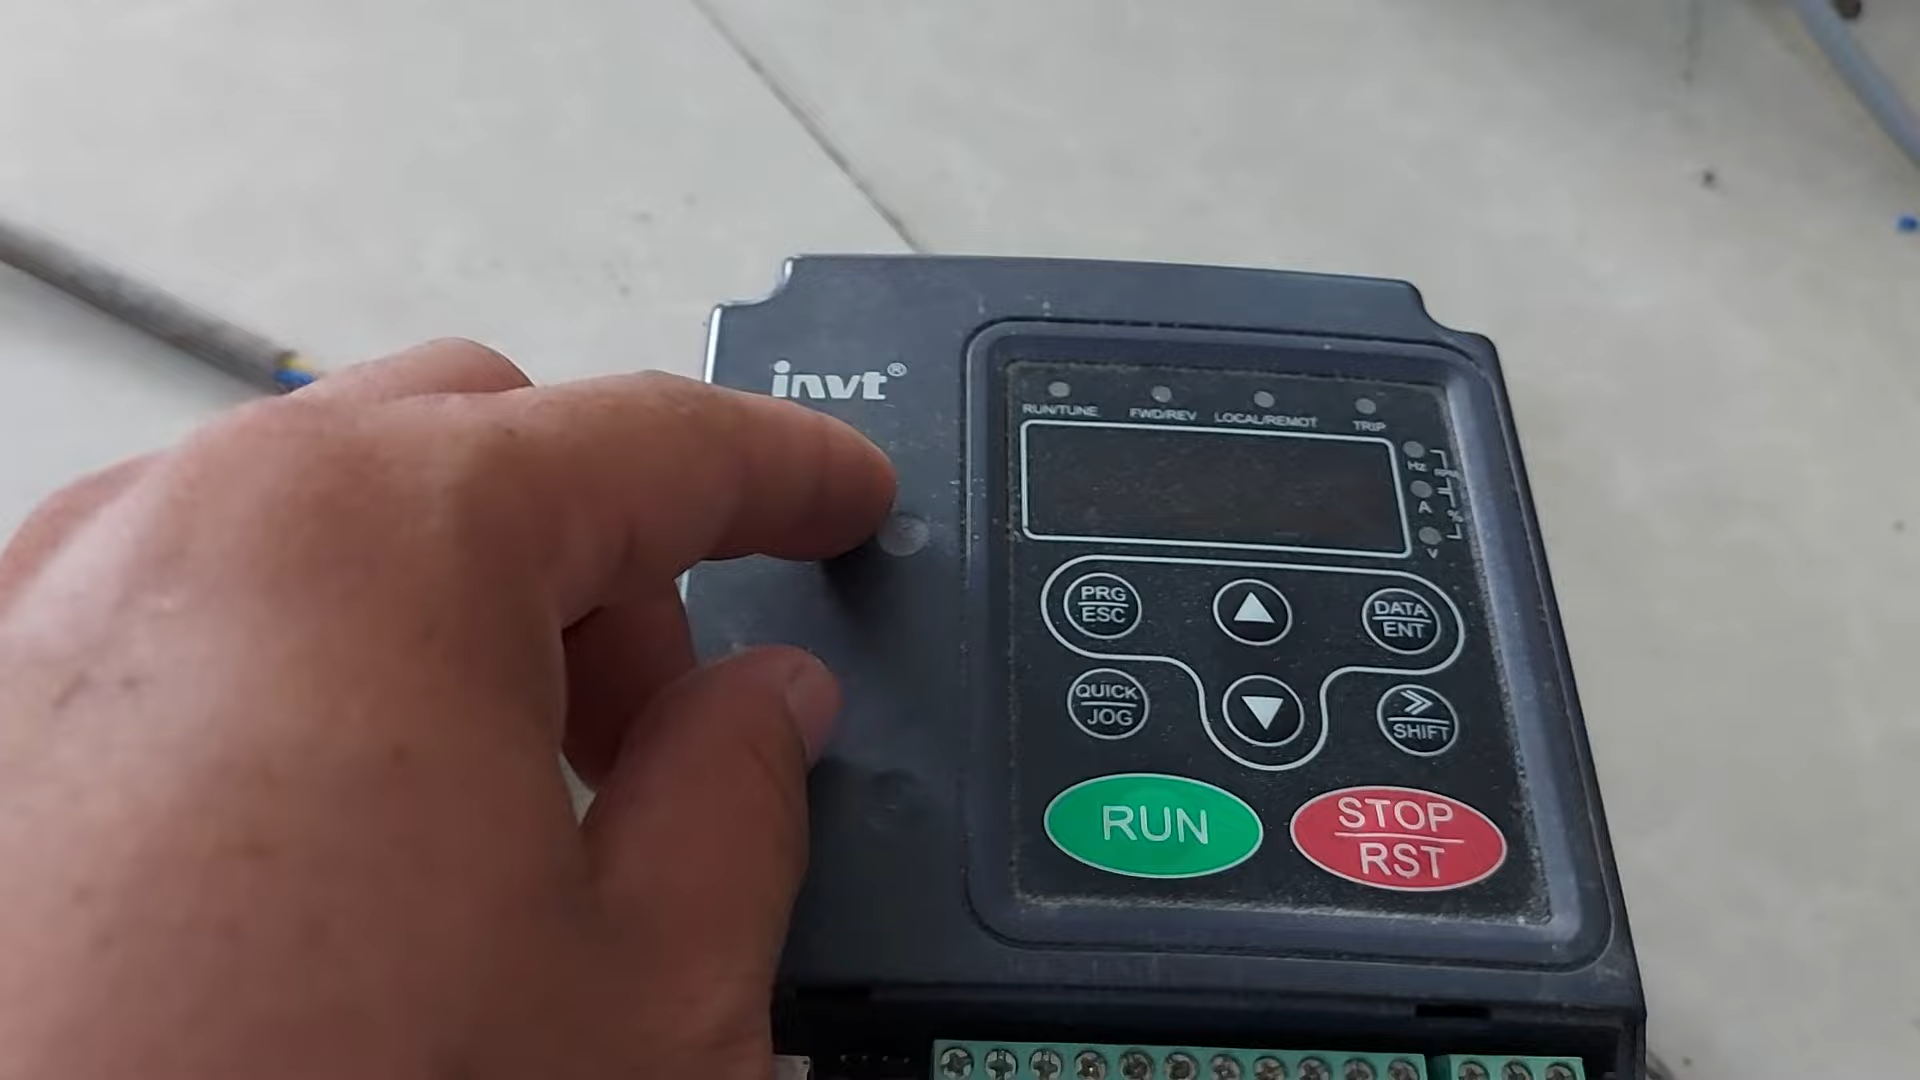 invt®
RUN/TUNE FWD/REV LOCAL/REMOT TRIP
Hz RPM
A %
V
PRG
ESC
DATA
ENT
QUICK
JOG
SHIFT
RUN
STOP
RST